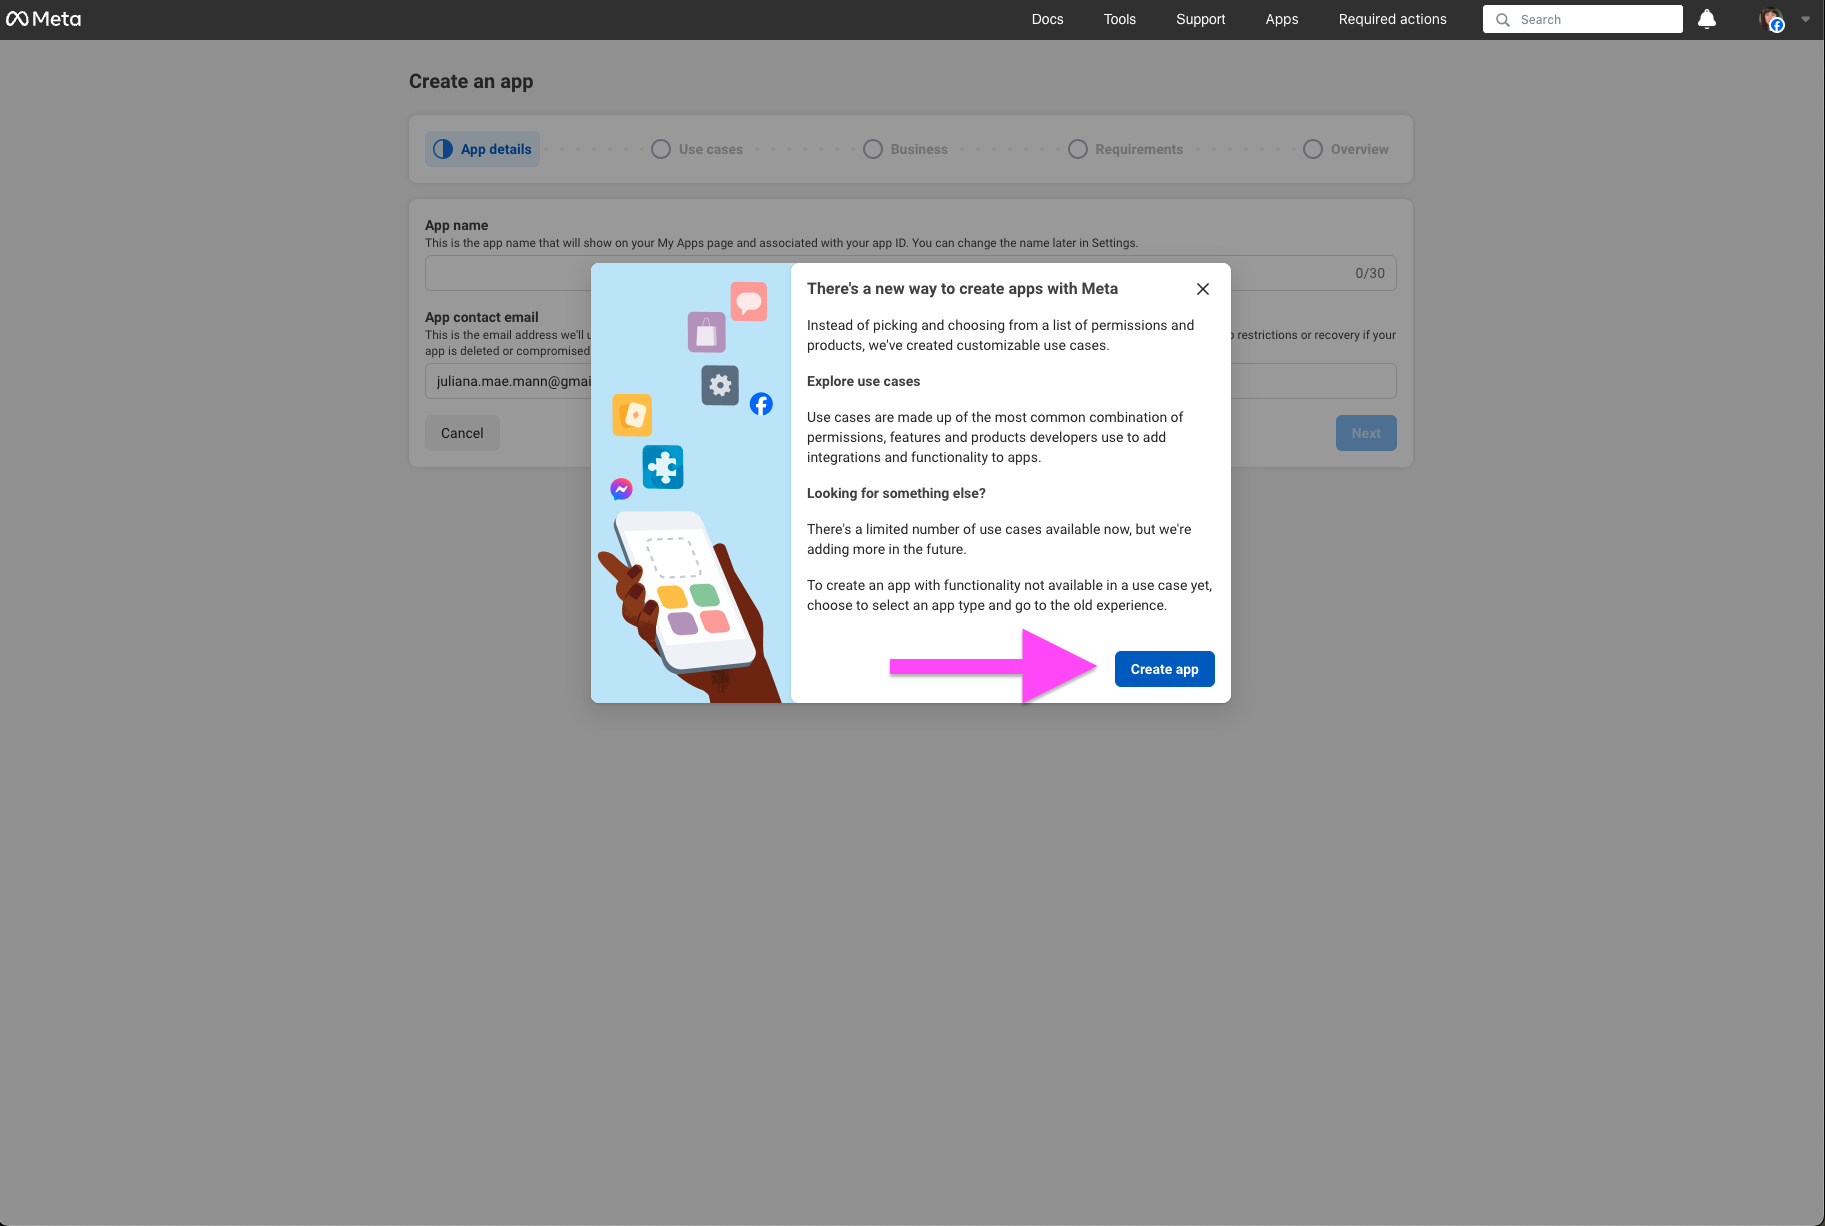 Meta
Docs Tools Support Apps Required actions Search
Create an app
App details Use cases Business Requirements Overview
App name
This is the app name that will show on your My Apps page and associated with your app ID. You can change the name later in Settings.
0/30
App contact email
This is the email address we'll
restrictions or recovery if your
app is deleted or compromised
juliana.mae.mann@gmai
Cancel
Next
There's a new way to create apps with Meta
Instead of picking and choosing from a list of permissions and
products, we've created customizable use cases.
Explore use cases
Use cases are made up of the most common combination of
permissions, features and products developers use to add
integrations and functionality to apps.
Looking for something else?
There's a limited number of use cases available now, but we're
adding more in the future.
To create an app with functionality not available in a use case yet,
choose to select an app type and go to the old experience.
Create app